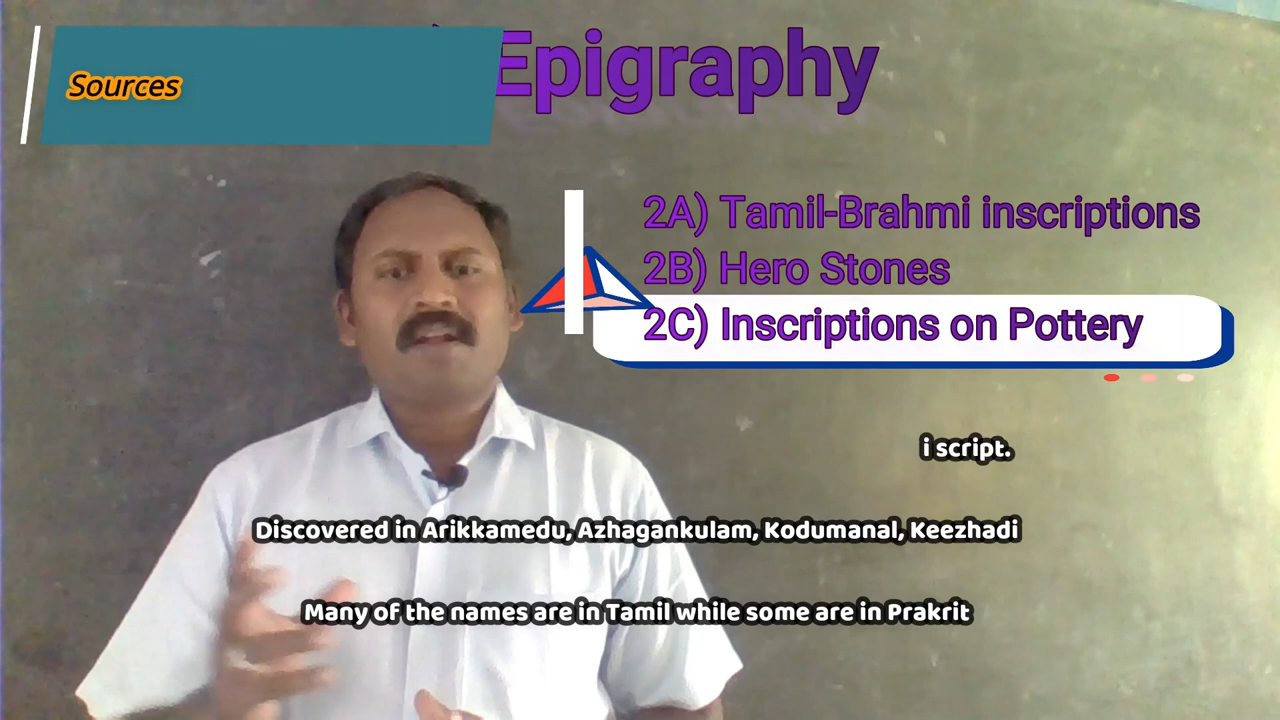 Sources
Epigraphy
2A) Tamil-Brahmi inscriptions
2B) Hero Stones
2C) Inscriptions on Pottery
i script.
Discovered in Arikkamedu, Azhagankulam, Kodumanal, Keezhadi
Many of the names are in Tamil while some are in Prakrit